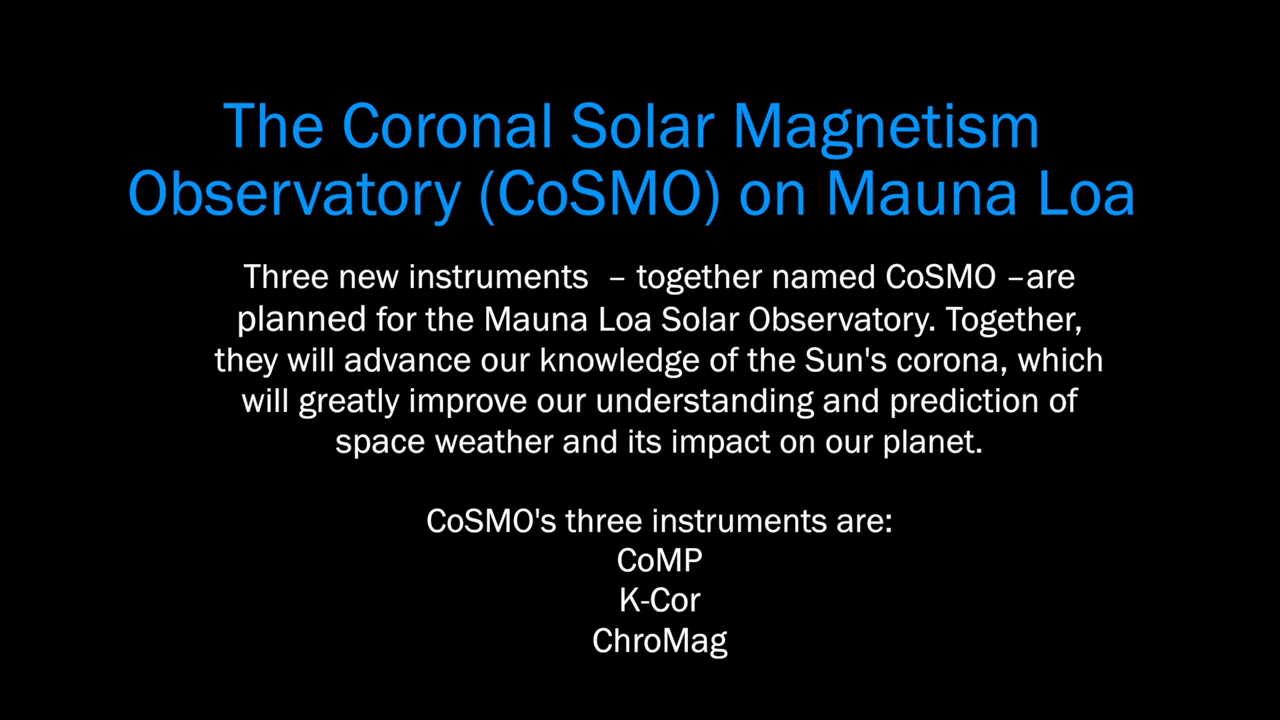 The Coronal Solar Magnetism
Observatory (CoSMO) on Mauna Loa
Three new instruments – together named CoSMO –are
planned for the Mauna Loa Solar Observatory. Together,
they will advance our knowledge of the Sun's corona, which
will greatly improve our understanding and prediction of
space weather and its impact on our planet.
CoSMO's three instruments are:
CoMP
K-Cor
ChroMag